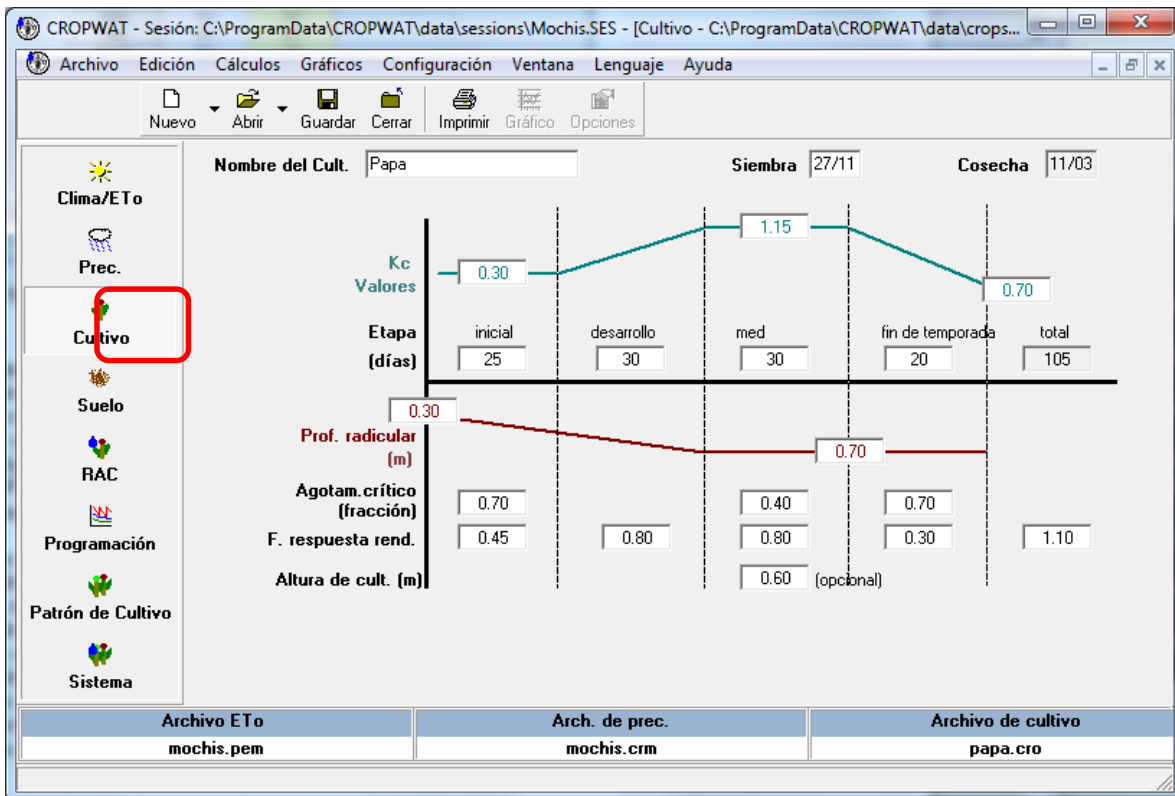 CROPWAT - Sesión: C:\ProgramData\CROPWAT\data\sessions\Mochis.SES - [Cultivo - C:\ProgramData\CROPWAT\data\crops...
Archivo Edición Cálculos Gráficos Configuración Ventana Lenguaje Ayuda
Nuevo Abrir Guardar Cerrar Imprimir Gráfico Opciones
Clima/ETo
Prec.
Cultivo
Suelo
RAC
Programación
Patrón de Cultivo
Sistema
Nombre del Cult. Papa Siembra 27/11 Cosecha 11/03
Kc
Valores
0.30 1.15 0.70
Etapa inicial desarrollo med fin de temporada total
(días) 25 30 30 20 105
0.30
Prof. radicular
(m)
0.70
Agotam.crítico
(fracción)
0.70 0.40 0.70
F. respuesta rend. 0.45 0.80 0.80 0.30 1.10
Altura de cult. (m) 0.60 (opcional)
Archivo ETo Arch. de prec. Archivo de cultivo
mochis.pem mochis.crm papa.cro